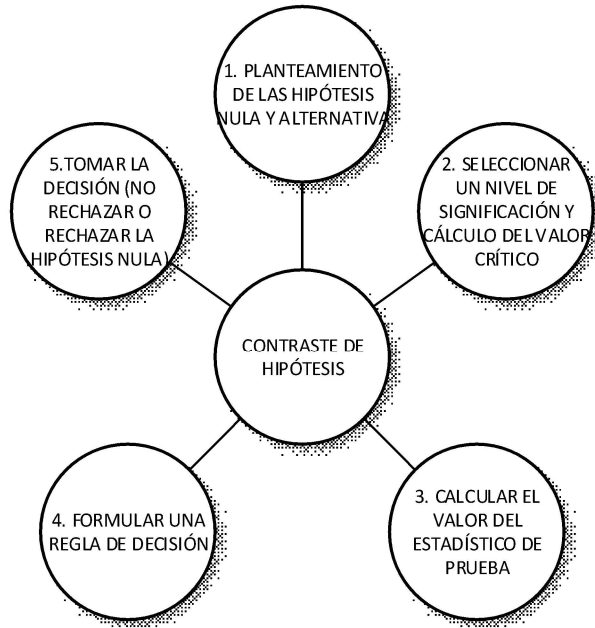 1. PLANTEAMIENTO
DE LAS HIPÓTESIS
NULA Y ALTERNATIVA
2. SELECCIONAR
UN NIVEL DE
SIGNIFICACIÓN Y
CÁLCULO DEL VALOR
CRÍTICO
3. CALCULAR EL
VALOR DEL
ESTADÍSTICO DE
PRUEBA
4. FORMULAR UNA
REGLA DE DECISIÓN
5.TOMAR LA
DECISIÓN (NO
RECHAZAR O
RECHAZAR LA
HIPÓTESIS NULA)
CONTRASTE DE
HIPÓTESIS